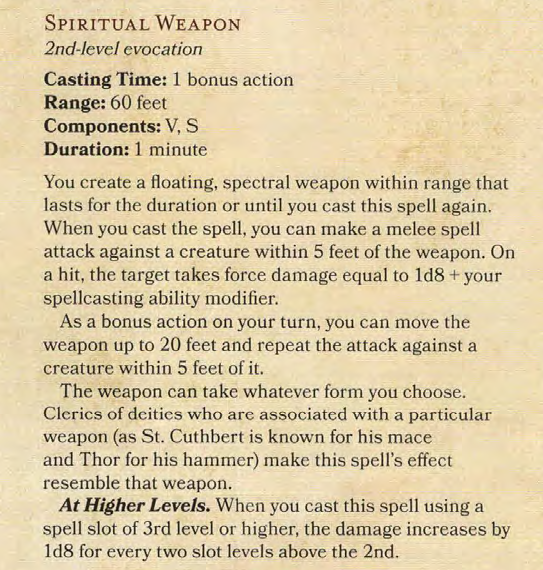 SPIRITUAL WEAPON
2nd-level evocation
Casting Time: 1 bonus action
Range: 60 feet
Components: V, S
Duration: 1 minute
You create a floating, spectral weapon within range that
lasts for the duration or until you cast this spell again.
When you cast the spell, you can make a melee spell
attack against a creature within 5 feet of the weapon. On
a hit, the target takes force damage equal to 1d8 + your
spellcasting ability modifier.
As a bonus action on your turn, you can move the
weapon up to 20 feet and repeat the attack against a
creature within 5 feet of it.
The weapon can take whatever form you choose.
Clerics of deities who are associated with a particular
weapon (as St. Cuthbert is known for his mace
and Thor for his hammer) make this spell's effect
resemble that weapon.
At Higher Levels. When you cast this spell using a
spell slot of 3rd level or higher, the damage increases by
1d8 for every two slot levels above the 2nd.